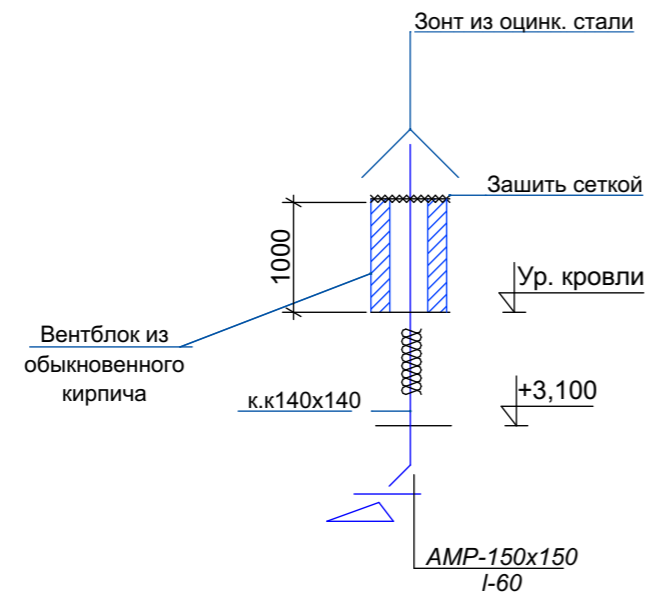 Зонт из оцинк. стали
Зашить сеткой
1000
Ур. кровли
Вентблок из
обыкновенного
кирпича
+3,100
к.к140х140
АМР-150х150
l-60